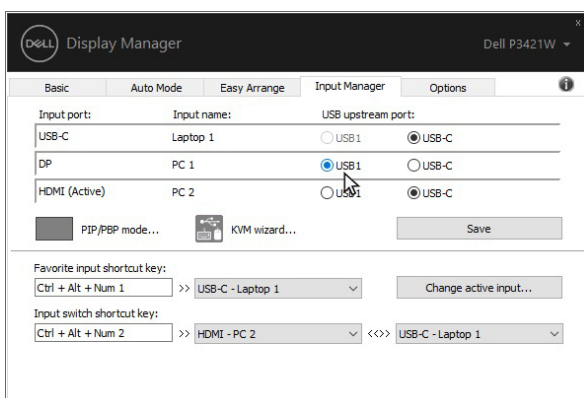 x
DELL Display Manager Dell P3421W
Basic Auto Mode Easy Arrange Input Manager Options i
Input port: Input name: USB upstream port:
USB-C Laptop 1 USB1 USB-C
DP PC 1 USB1 USB-C
HDMI (Active) PC 2 USB1 USB-C
PIP/PBP mode... KVM wizard... Save
Favorite input shortcut key:
Ctrl + Alt + Num 1 >> USB-C - Laptop 1 Change active input...
Input switch shortcut key:
Ctrl + Alt + Num 2 >> HDMI - PC 2 <<>> USB-C - Laptop 1